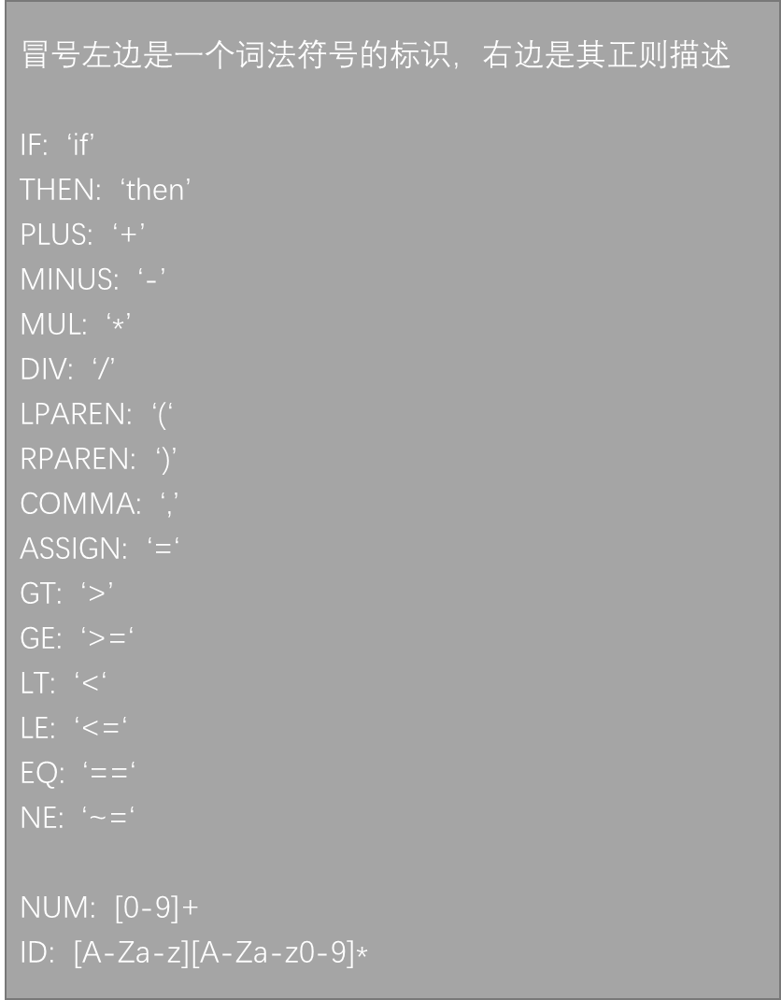 冒号左边是一个词法符号的标识，右边是其正则描述
IF: ‘if’
THEN: ‘then’
PLUS: ‘+’
MINUS: ‘-’
MUL: ‘*’
DIV: ‘/’
LPAREN: ‘(‘
RPAREN: ‘)’
COMMA: ‘,’
ASSIGN: ‘=‘
GT: ‘>’
GE: ‘>=‘
LT: ‘<‘
LE: ‘<=‘
EQ: ‘==‘
NE: ‘~=‘
NUM: [0-9]+
ID: [A-Za-z][A-Za-z0-9]*